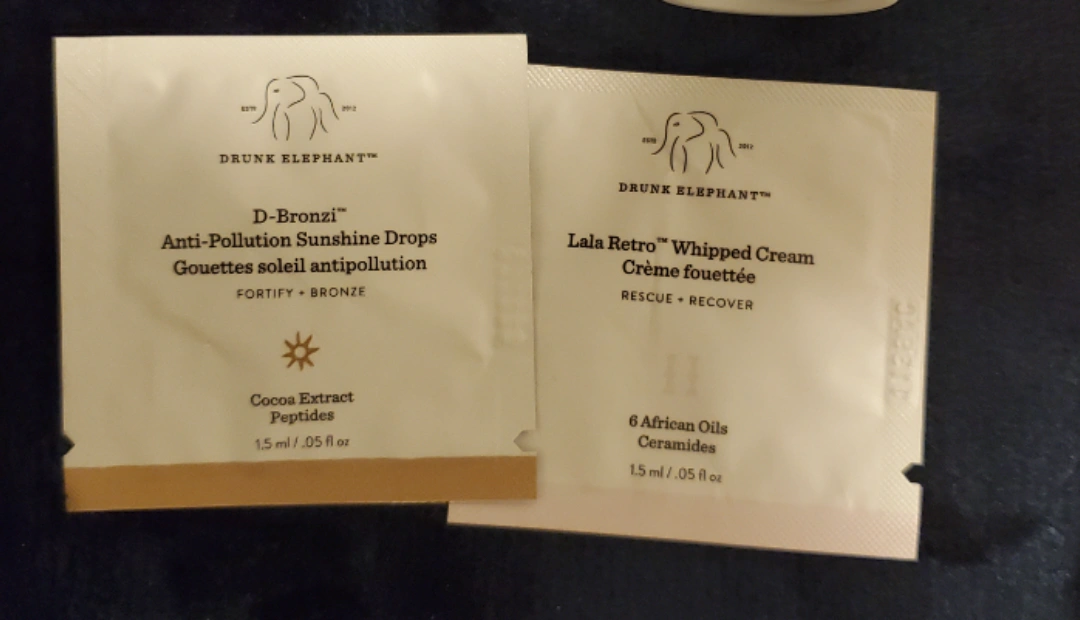 ESTD 2012
DRUNK ELEPHANT™
D-Bronzi™
Anti-Pollution Sunshine Drops
Gouettes soleil antipollution
FORTIFY + BRONZE
Cocoa Extract
Peptides
1.5 ml / .05 fl oz
2012
DRUNK ELEPHANT™
Lala Retro™ Whipped Cream
Crème fouettée
RESCUE + RECOVER
6 African Oils
Ceramides
1.5 ml / .05 fl oz